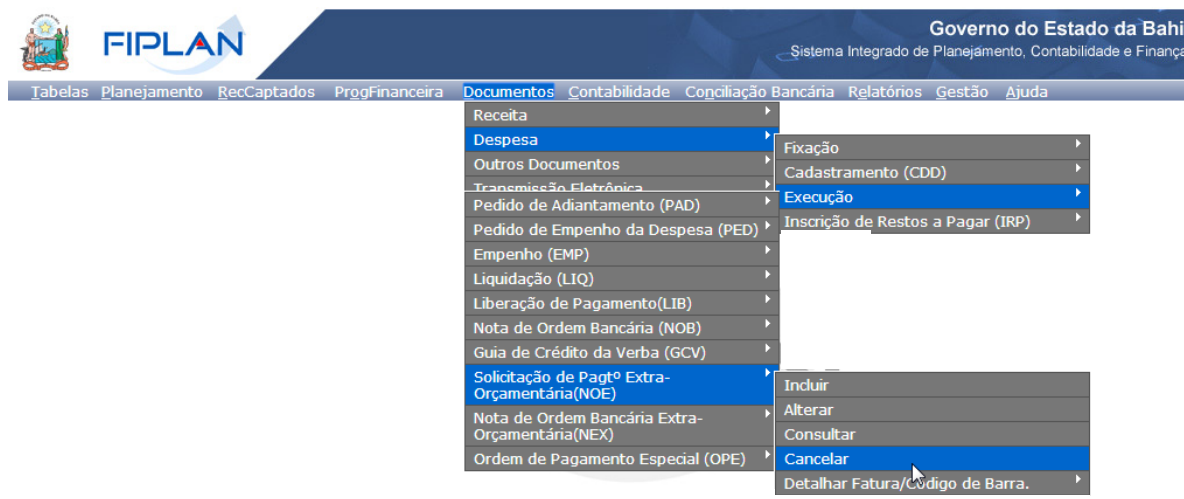 FIPLAN
Governo do Estado da Bahi
Sistema Integrado de Planejamento, Contabilidade e Finança
Tabelas Planejamento RecCaptados ProgFinanceira Documentos Contabilidade Conciliação Bancária Relatórios Gestão Ajuda
Receita
Despesa
Outros Documentos
Transmissão Eletrônica
Fixação
Cadastramento (CDD)
Execução
Inscrição de Restos a Pagar (IRP)
Pedido de Adiantamento (PAD)
Pedido de Empenho da Despesa (PED)
Empenho (EMP)
Liquidação (LIQ)
Liberação de Pagamento(LIB)
Nota de Ordem Bancária (NOB)
Guia de Crédito da Verba (GCV)
Solicitação de Pagtº Extra-
Orçamentária(NOE)
Nota de Ordem Bancária Extra-
Orçamentária(NEX)
Ordem de Pagamento Especial (OPE)
Incluir
Alterar
Consultar
Cancelar
Detalhar Fatura/Código de Barra.